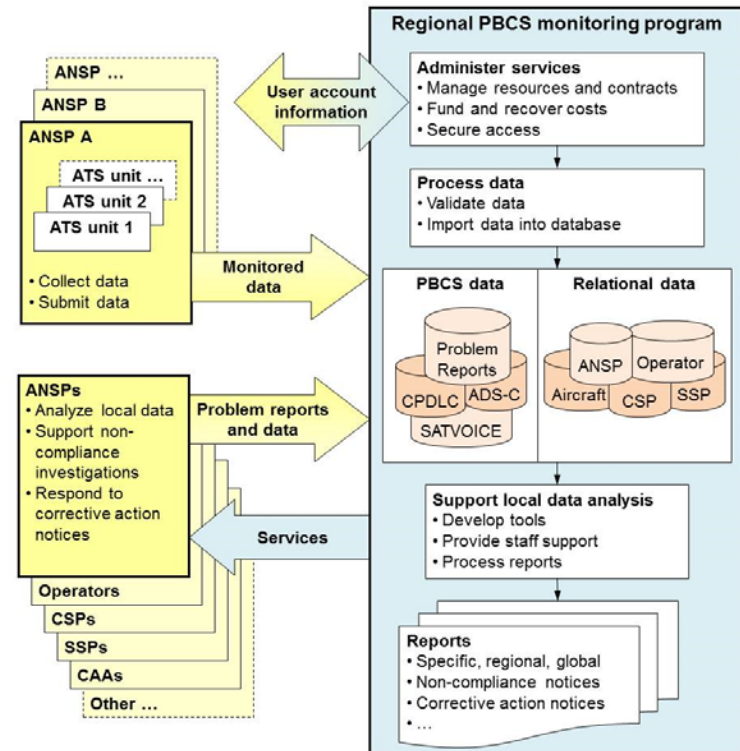 Regional PBCS monitoring program
ANSP …
ANSP B
ANSP A
ATS unit …
ATS unit 2
ATS unit 1
• Collect data
• Submit data
User account
information
Administer services
• Manage resources and contracts
• Fund and recover costs
• Secure access
Process data
• Validate data
• Import data into database
Monitored
data
PBCS data
Problem
Reports
CPDLC
ADS-C
SATVOICE
Relational data
ANSP
Operator
Aircraft
CSP
SSP
ANSPs
• Analyze local data
• Support non-
compliance
investigations
• Respond to
corrective action
notices
Problem reports
and data
Services
Operators
CSPs
SSPs
CAAs
Other …
Support local data analysis
• Develop tools
• Provide staff support
• Process reports
Reports
• Specific, regional, global
• Non-compliance notices
• Corrective action notices
• …